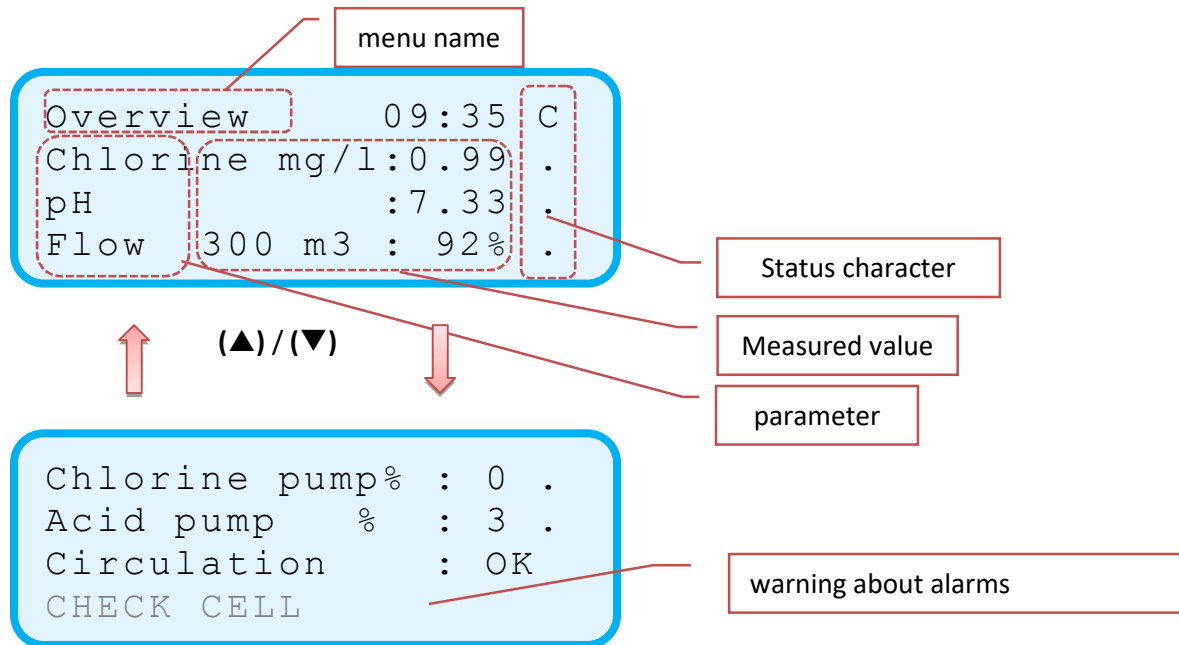 menu name
Overview 09:35 C
Chlorine mg/l:0.99 .
pH :7.33 .
Flow 300 m3 : 92% .
Status character
(▲) / (▼)
Measured value
parameter
Chlorine pump% : 0 .
Acid pump % : 3 .
Circulation : OK
CHECK CELL
warning about alarms